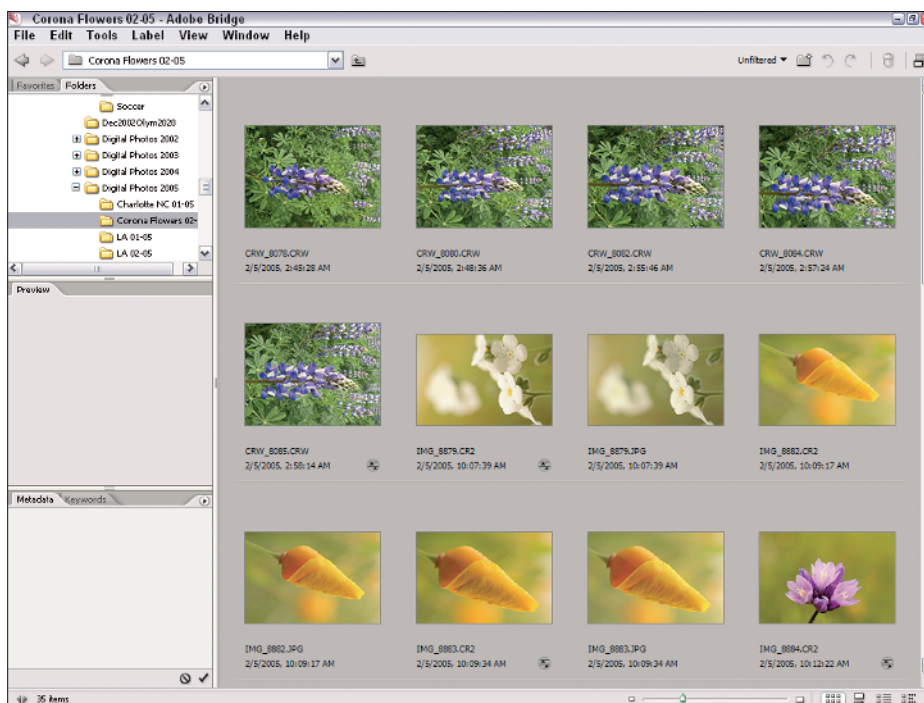 Corona Flowers 02-05 - Adobe Bridge
File Edit Tools Label View Window Help
Corona Flowers 02-05
Unfiltered
Favorites Folders
Soccer
Dec2002Olym2020
Digital Photos 2002
Digital Photos 2003
Digital Photos 2004
Digital Photos 2005
Charlotte NC 01-05
Corona Flowers 02-
LA 01-05
LA 02-05
Preview
Metadata Keywords
CRW_8078.CRW
2/5/2005, 2:45:28 AM
CRW_8080.CRW
2/5/2005, 2:48:36 AM
CRW_8082.CRW
2/5/2005, 2:55:46 AM
CRW_8084.CRW
2/5/2005, 2:57:24 AM
CRW_8085.CRW
2/5/2005, 2:58:14 AM
IMG_8879.CR2
2/5/2005, 10:07:39 AM
IMG_8879.JPG
2/5/2005, 10:07:39 AM
IMG_8882.CR2
2/5/2005, 10:09:17 AM
IMG_8882.JPG
2/5/2005, 10:09:17 AM
IMG_8883.CR2
2/5/2005, 10:09:34 AM
IMG_8883.JPG
2/5/2005, 10:09:34 AM
IMG_8884.CR2
2/5/2005, 10:12:22 AM
35 items